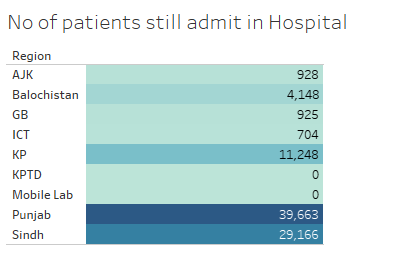 No of patients still admit in Hospital
Region
AJK 928
Balochistan 4,148
GB 925
ICT 704
KP 11,248
KPTD 0
Mobile Lab 0
Punjab 39,663
Sindh 29,166